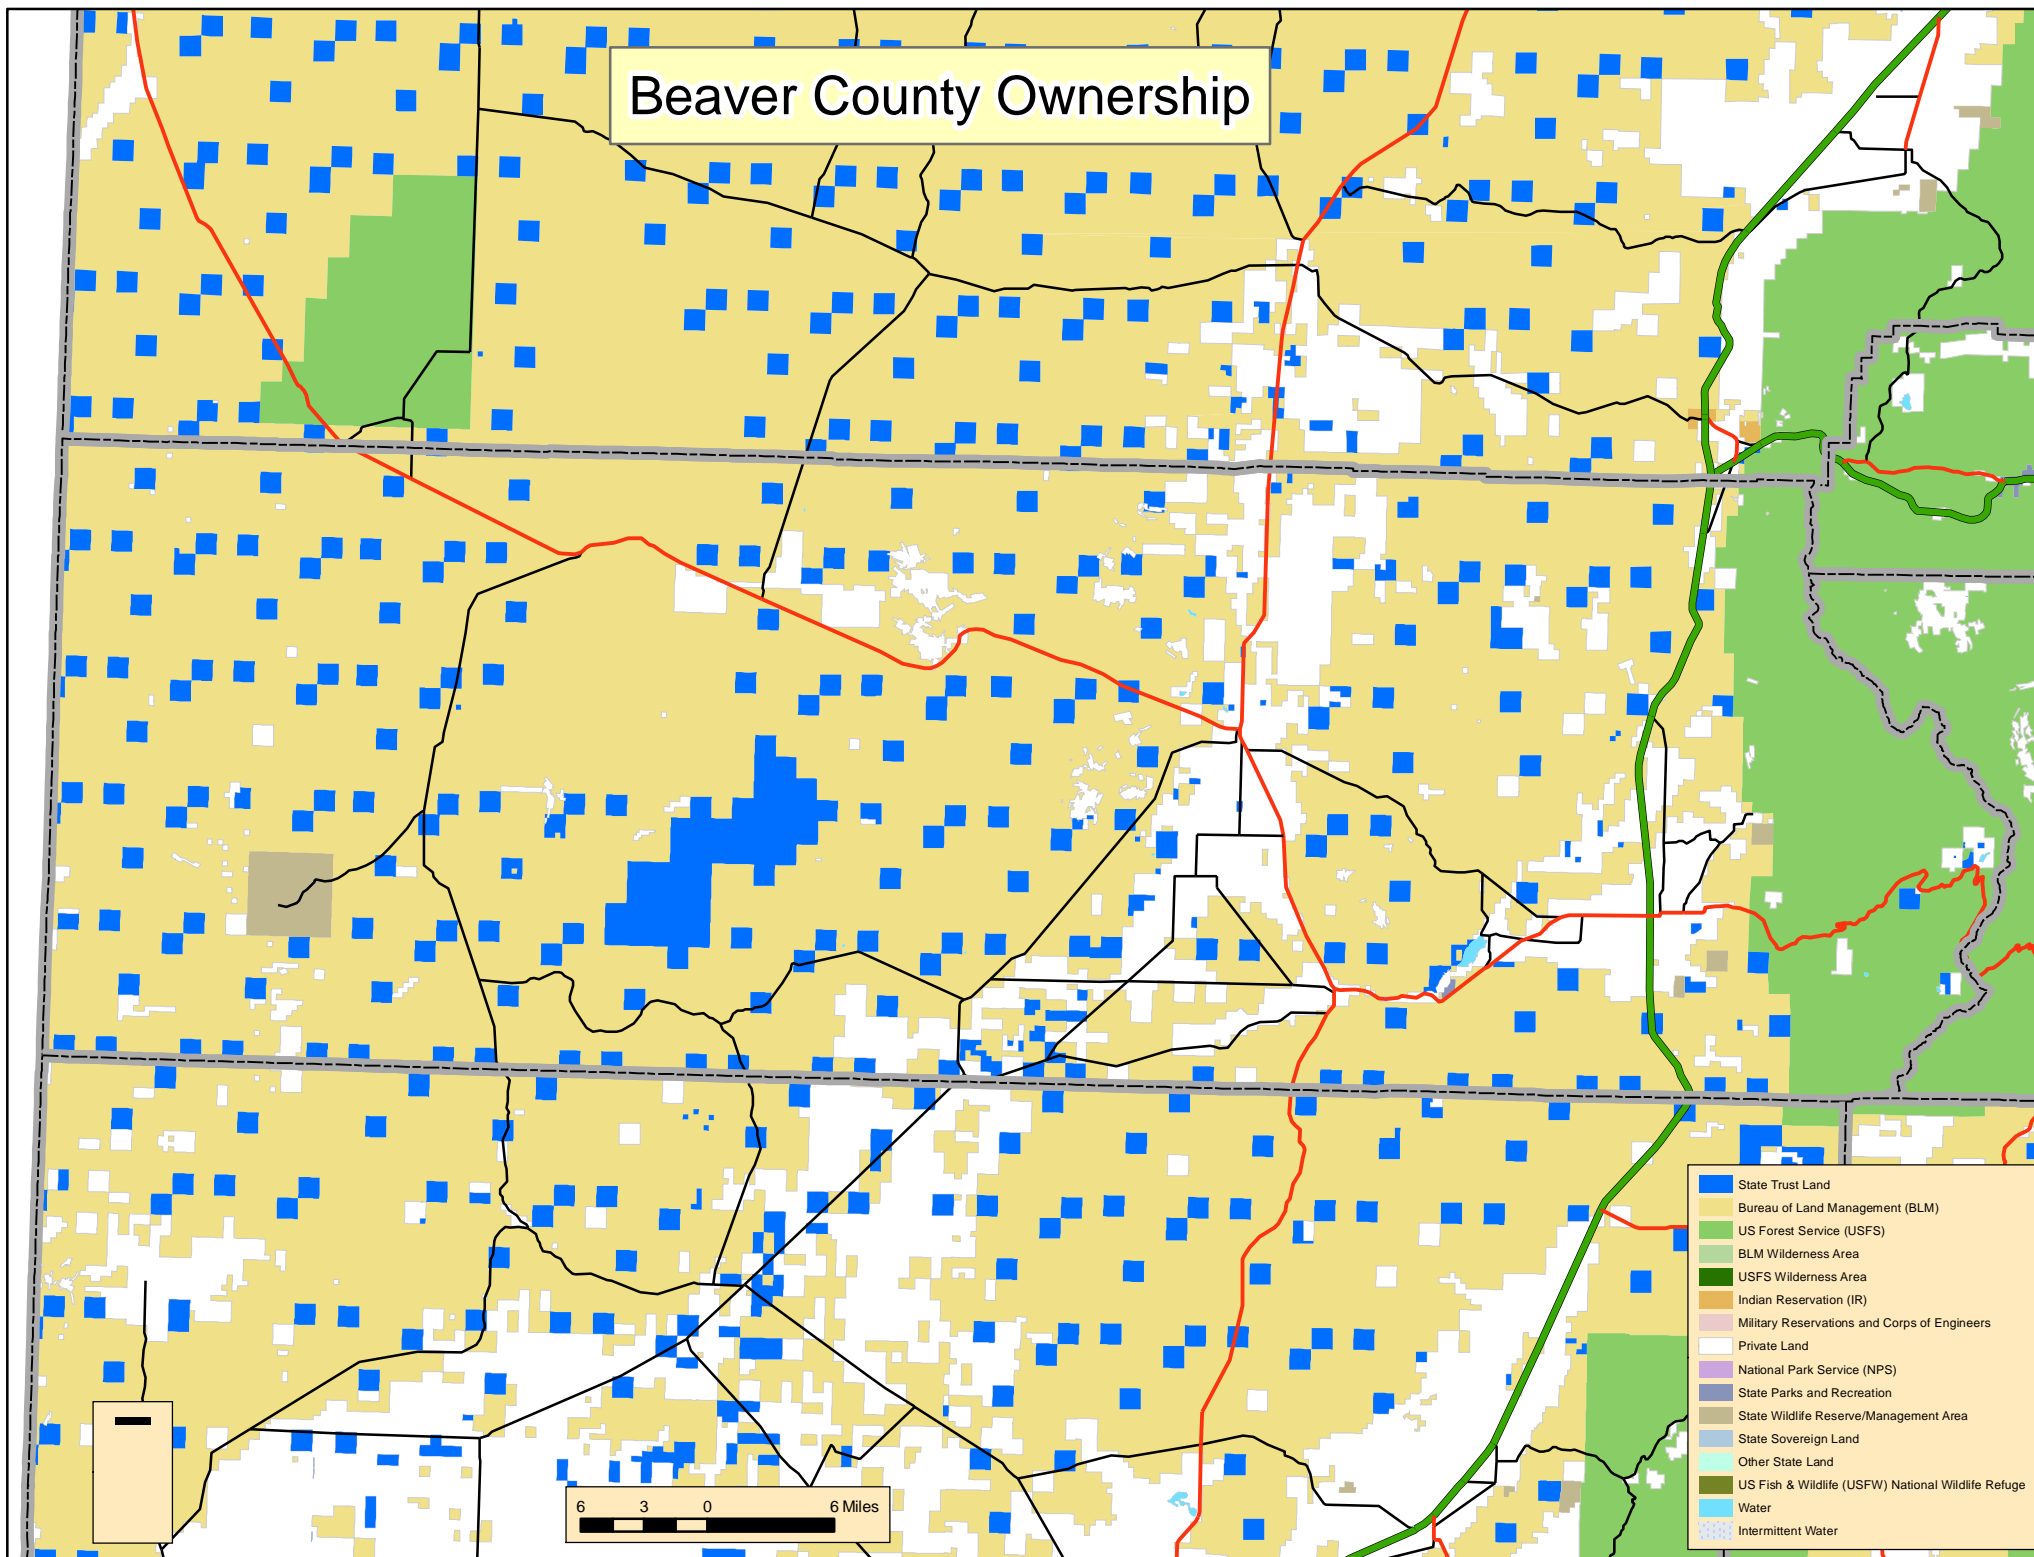 Beaver County Ownership
State Trust Land
Bureau of Land Management (BLM)
US Forest Service (USFS)
BLM Wilderness Area
USFS Wilderness Area
Indian Reservation (IR)
Military Reservations and Corps of Engineers
Private Land
National Park Service (NPS)
State Parks and Recreation
State Wildlife Reserve/Management Area
State Sovereign Land
Other State Land
US Fish & Wildlife (USFW) National Wildlife Refuge
Water
Intermittent Water
6 3 0 6 Miles